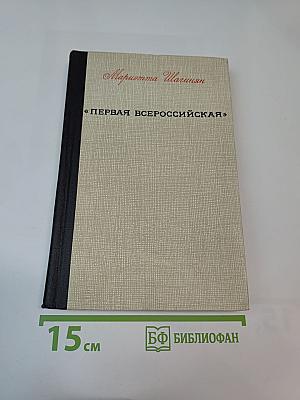 Мариэтта Шагинян
«ПЕРВАЯ ВСЕРОССИЙСКАЯ»
15 см
БФ БИБЛИОФАН